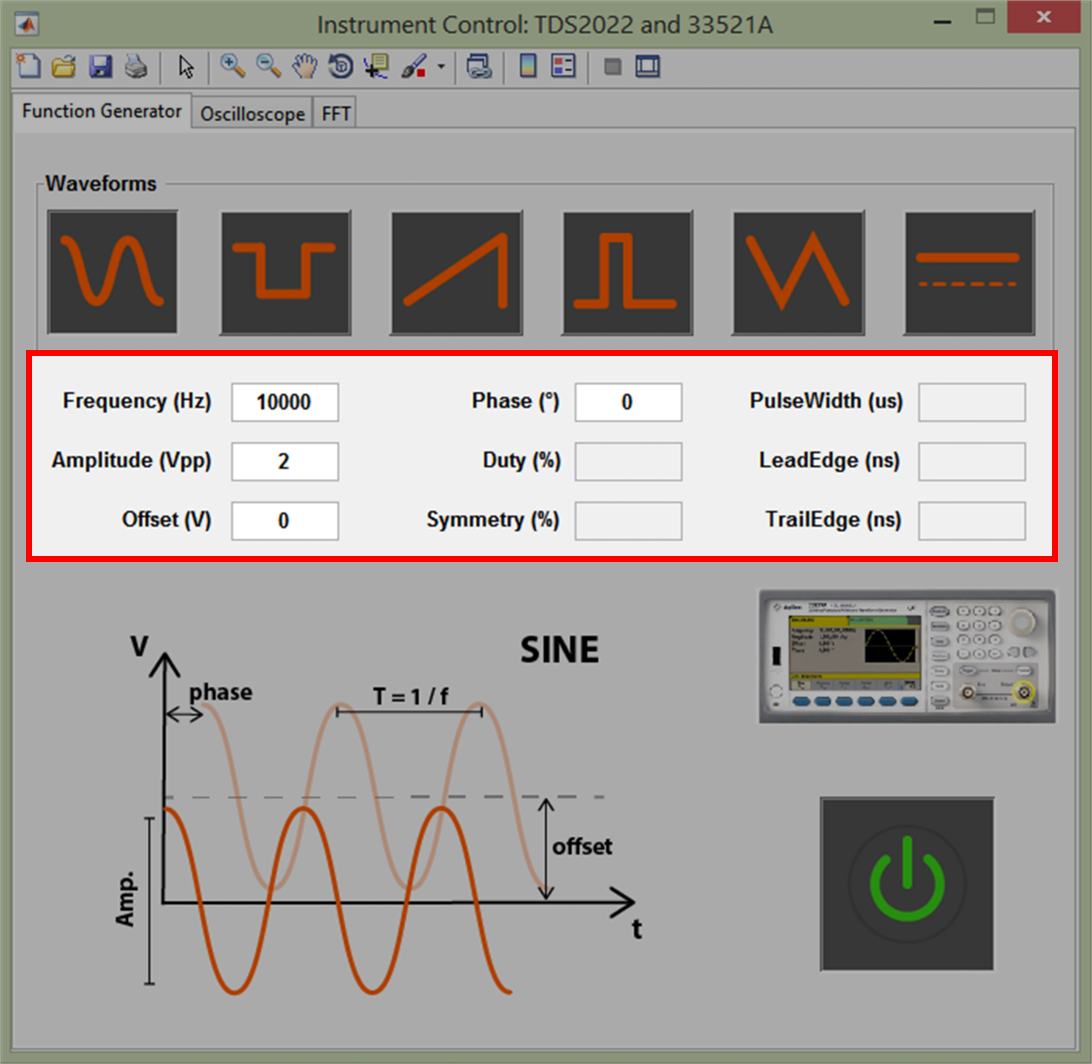 Instrument Control: TDS2022 and 33521A
Function Generator Oscilloscope FFT
Waveforms
Frequency (Hz) 10000 Phase (°) 0 PulseWidth (us)
Amplitude (Vpp) 2 Duty (%) LeadEdge (ns)
Offset (V) 0 Symmetry (%) TrailEdge (ns)
V SINE
phase T = 1 / f
offset
Amp.
t
Agilent